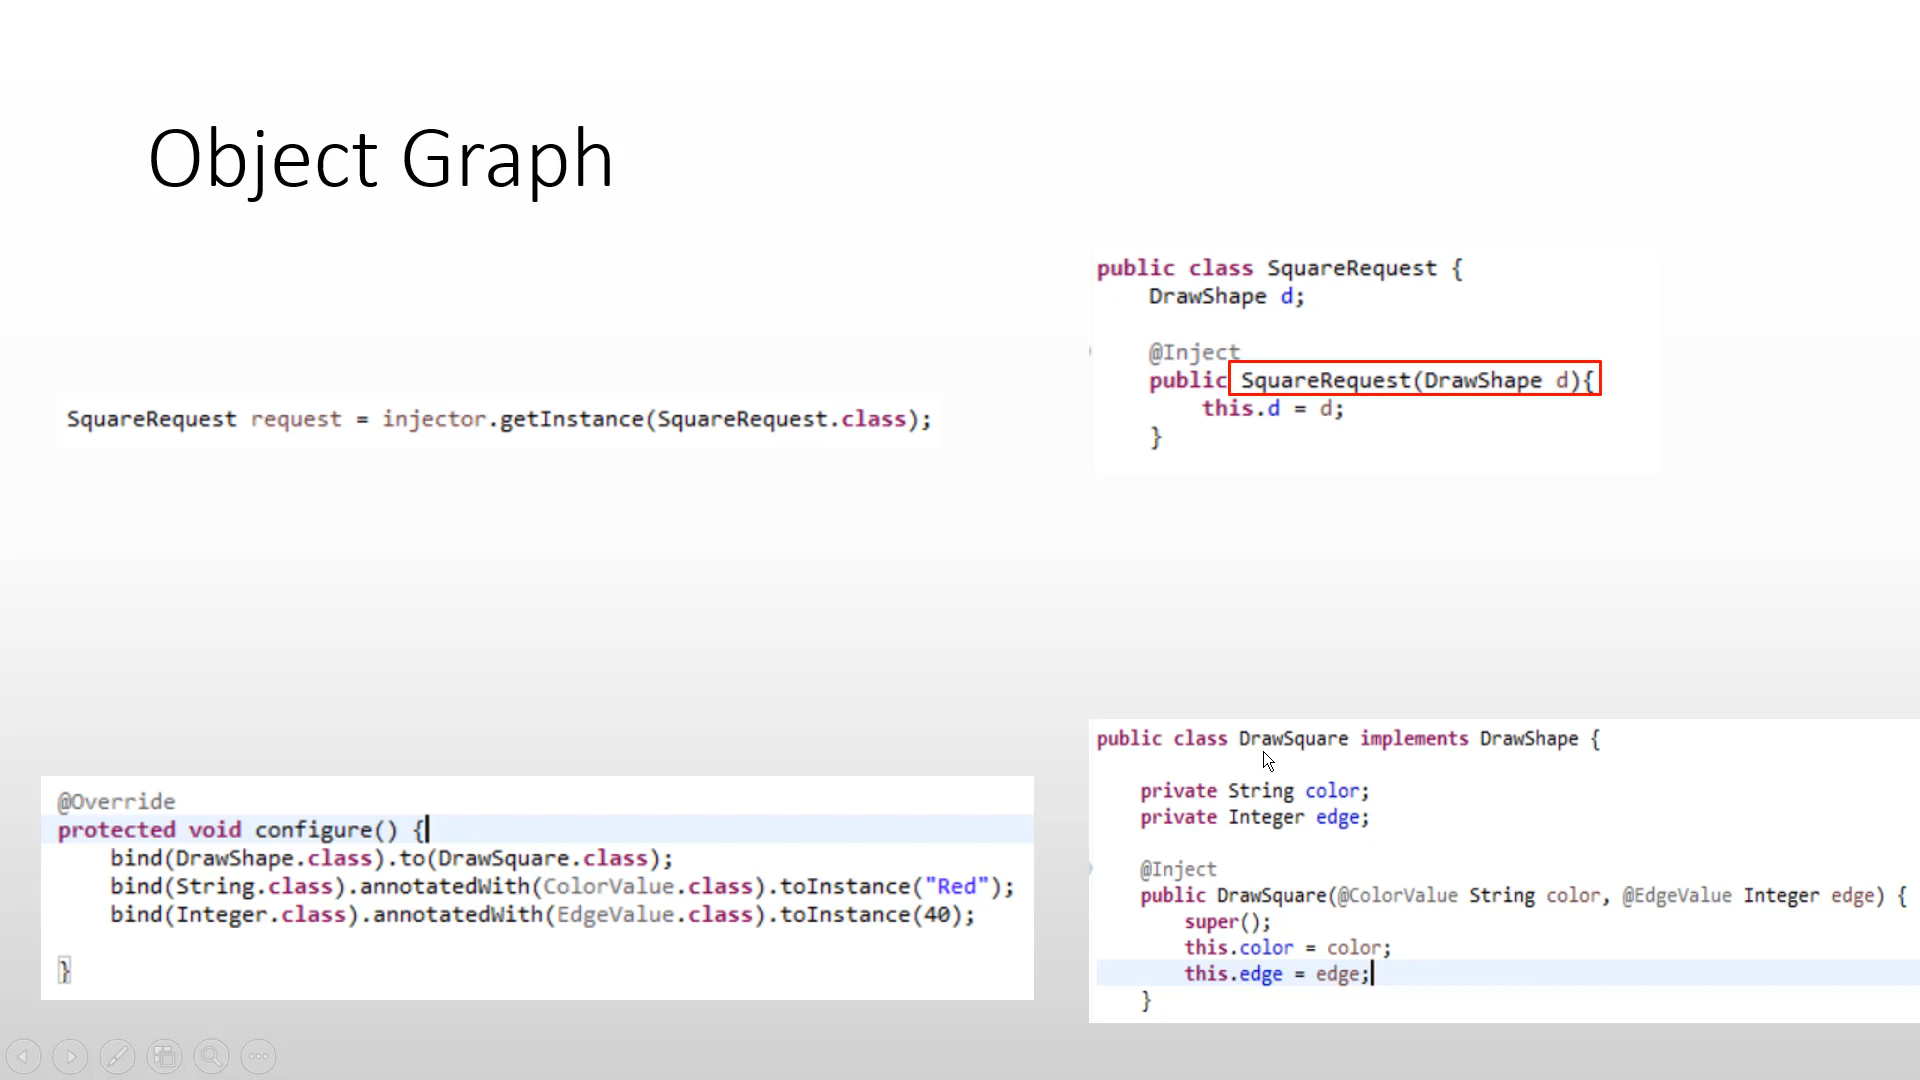 Object Graph
SquareRequest request = injector.getInstance(SquareRequest.class);
public class SquareRequest {
DrawShape d;
@Inject
public SquareRequest(DrawShape d){
this.d = d;
}
@Override
protected void configure() {
bind(DrawShape.class).to(DrawSquare.class);
bind(String.class).annotatedWith(ColorValue.class).toInstance("Red");
bind(Integer.class).annotatedWith(EdgeValue.class).toInstance(40);
}
public class DrawSquare implements DrawShape {
private String color;
private Integer edge;
@Inject
public DrawSquare(@ColorValue String color, @EdgeValue Integer edge) {
super();
this.color = color;
this.edge = edge;
}